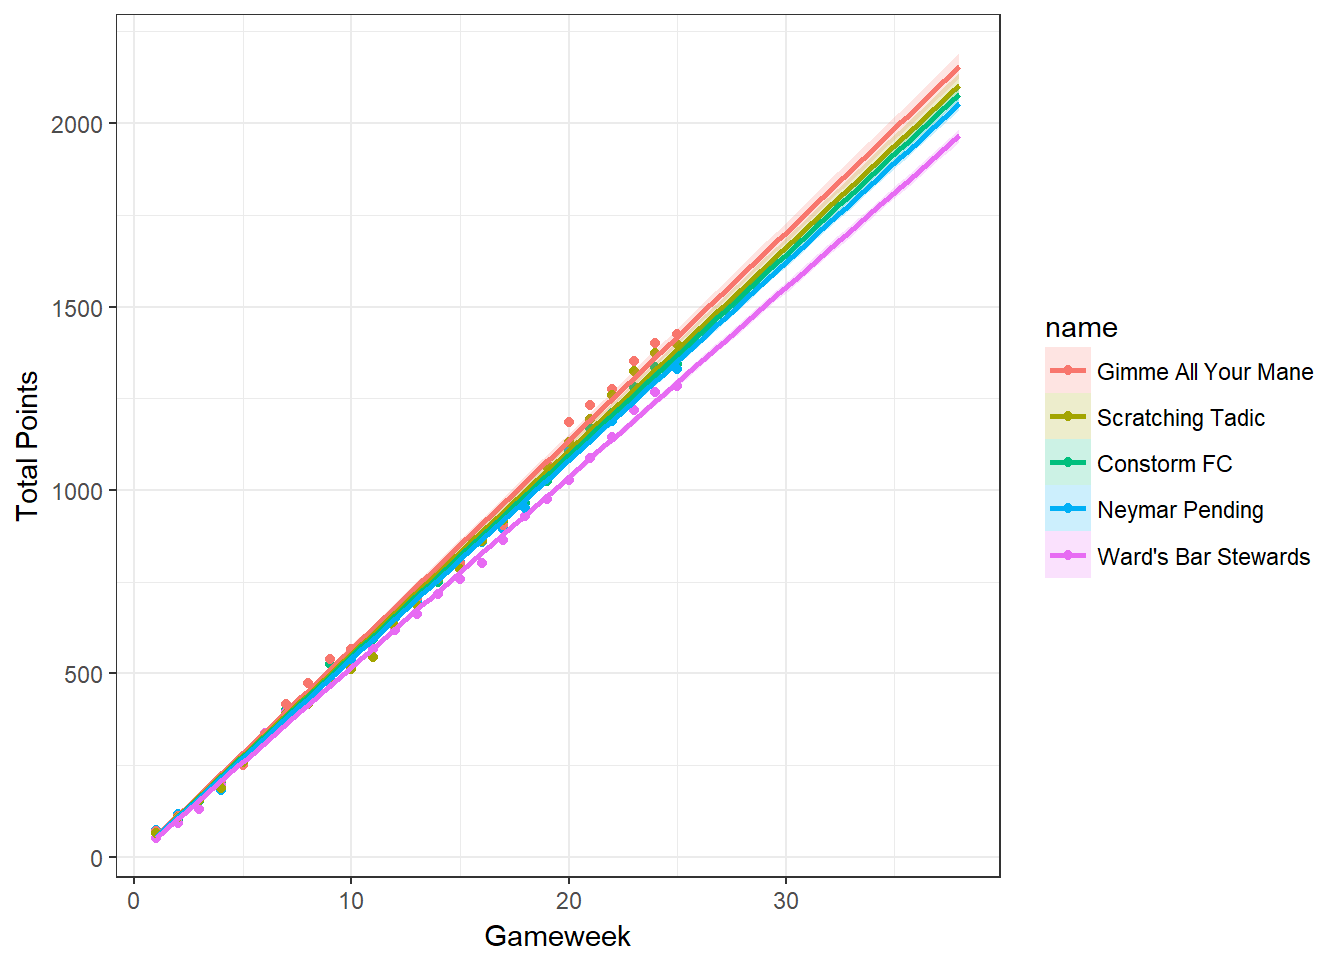 2000
1500
1000
500
0
Total Points
0
10
20
30
Gameweek
name
Gimme All Your Mane
Scratching Tadic
Constorm FC
Neymar Pending
Ward's Bar Stewards